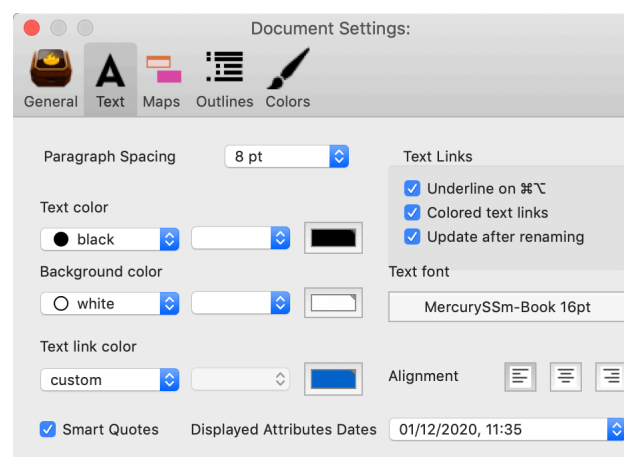 Document Settings:
General Text Maps Outlines Colors
Paragraph Spacing 8 pt
Text Links
Underline on ⌘⌥
Colored text links
Update after renaming
Text color
black
Background color
white
Text font
MercurySSm-Book 16pt
Text link color
custom
Alignment
Smart Quotes
Displayed Attributes Dates 01/12/2020, 11:35